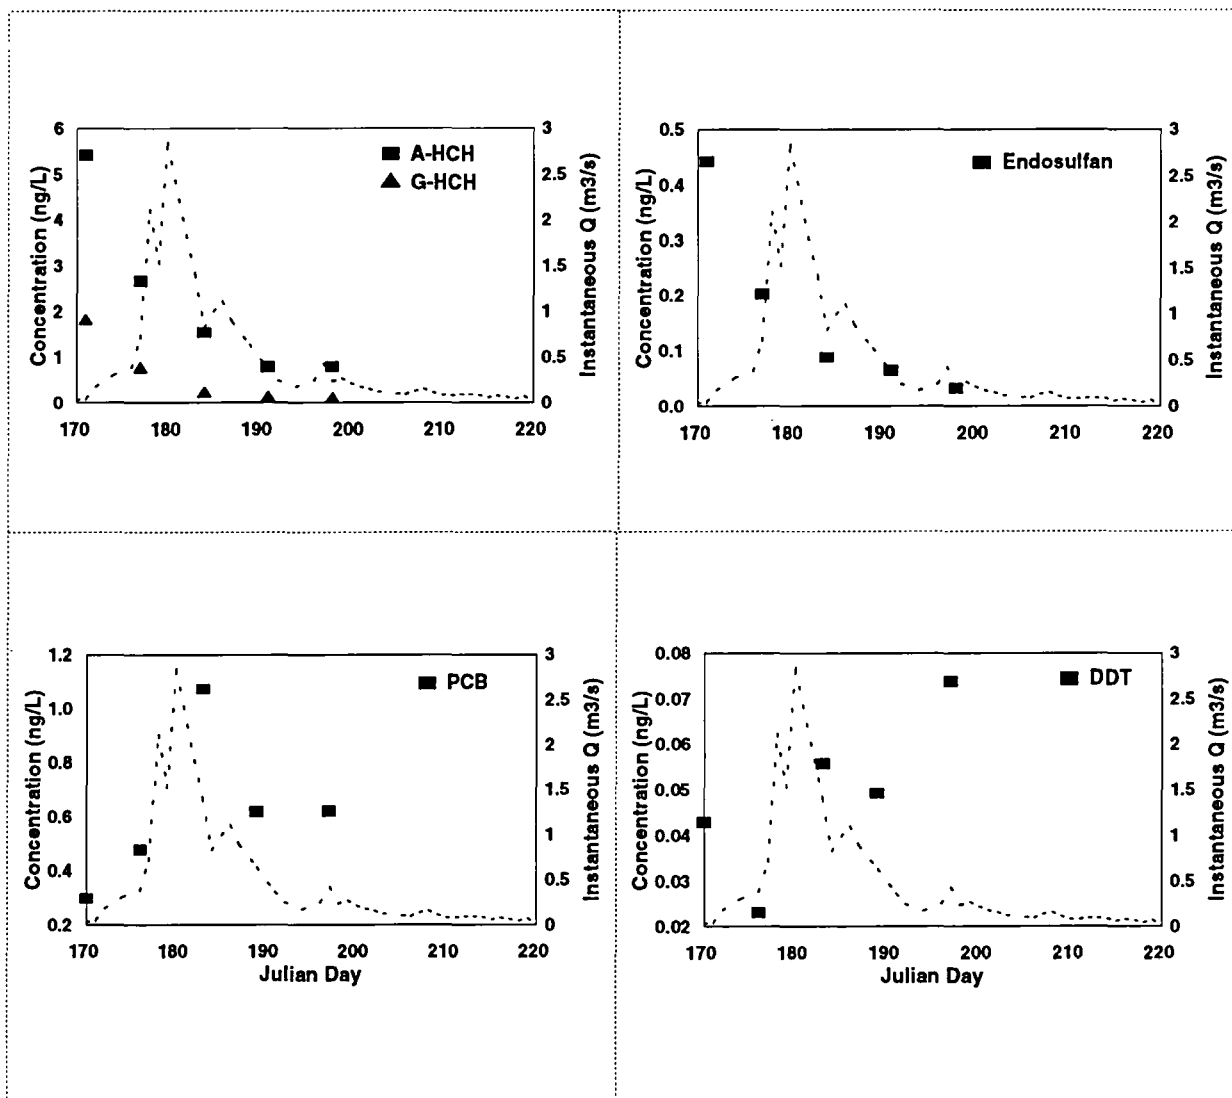 Concentration (ng/L)
6
5
4
3
2
1
0
A-HCH
G-HCH
3
2.5
2
1.5
1
0.5
0
Instantaneous Q (m3/s)
170 180 190 200 210 220
Concentration (ng/L)
0.5
0.4
0.3
0.2
0.1
0.0
Endosulfan
3
2.5
2
1.5
1
0.5
0
Instantaneous Q (m3/s)
170 180 190 200 210 220
Concentration (ng/L)
1.2
1.0
0.8
0.6
0.4
0.2
PCB
3
2.5
2
1.5
1
0.5
0
Instantaneous Q (m3/s)
170 180 190 200 210 220
Julian Day
Concentration (ng/L)
0.08
0.07
0.06
0.05
0.04
0.03
0.02
DDT
3
2.5
2
1.5
1
0.5
0
Instantaneous Q (m3/s)
170 180 190 200 210 220
Julian Day